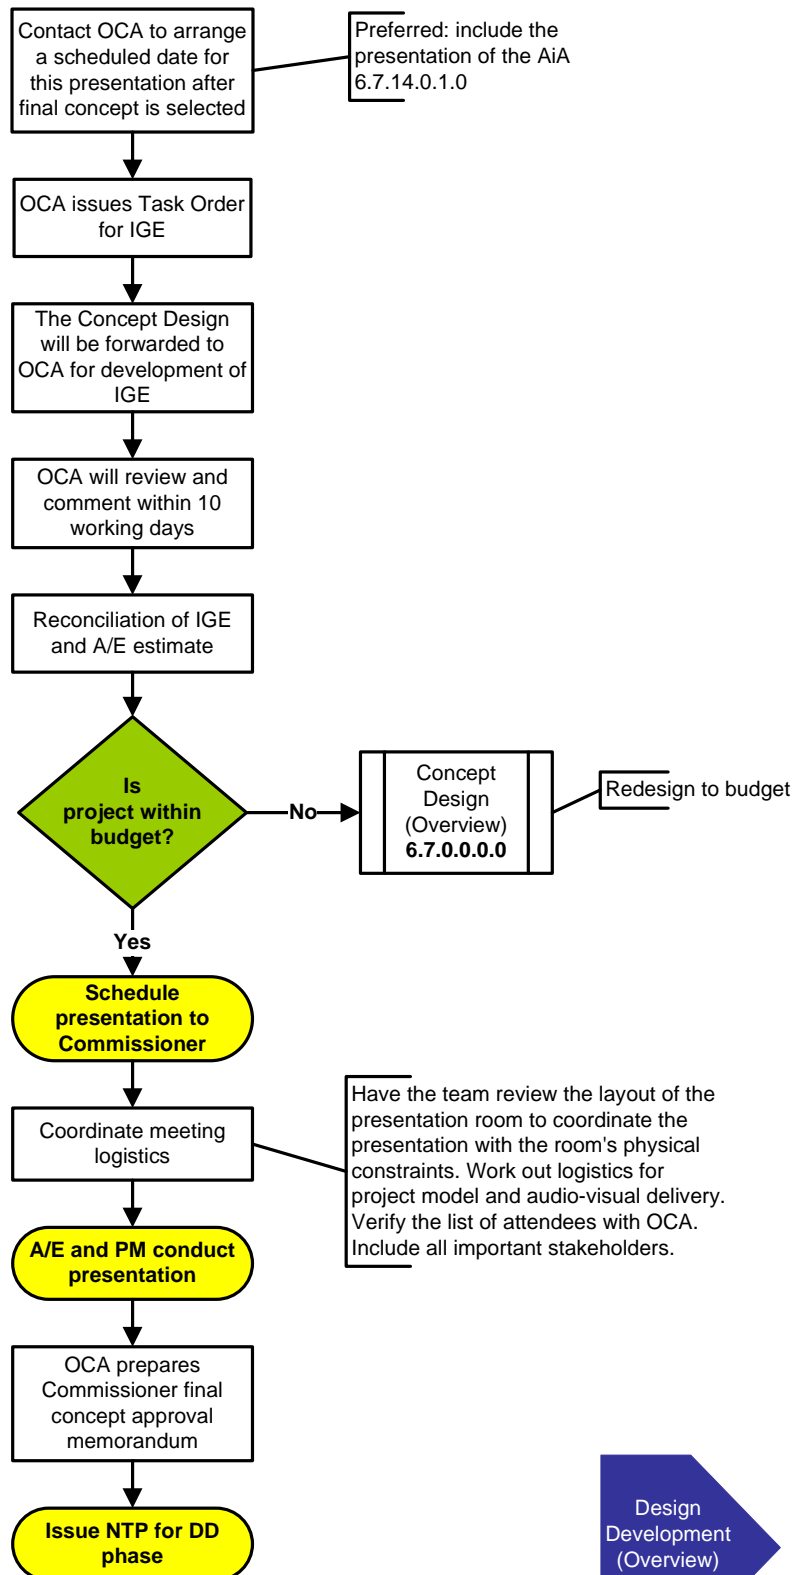 Contact OCA to arrange
a scheduled date for
this presentation after
final concept is selected
Preferred: include the
presentation of the AiA
6.7.14.0.1.0
OCA issues Task Order
for IGE
The Concept Design
will be forwarded to
OCA for development of
IGE
OCA will review and
comment within 10
working days
Reconciliation of IGE
and A/E estimate
Is
project within
budget?
No
Concept
Design
(Overview)
6.7.0.0.0.0
Redesign to budget
Yes
Schedule
presentation to
Commissioner
Coordinate meeting
logistics
Have the team review the layout of the
presentation room to coordinate the
presentation with the room's physical
constraints. Work out logistics for
project model and audio-visual delivery.
Verify the list of attendees with OCA.
Include all important stakeholders.
A/E and PM conduct
presentation
OCA prepares
Commissioner final
concept approval
memorandum
Issue NTP for DD
phase
Design
Development
(Overview)